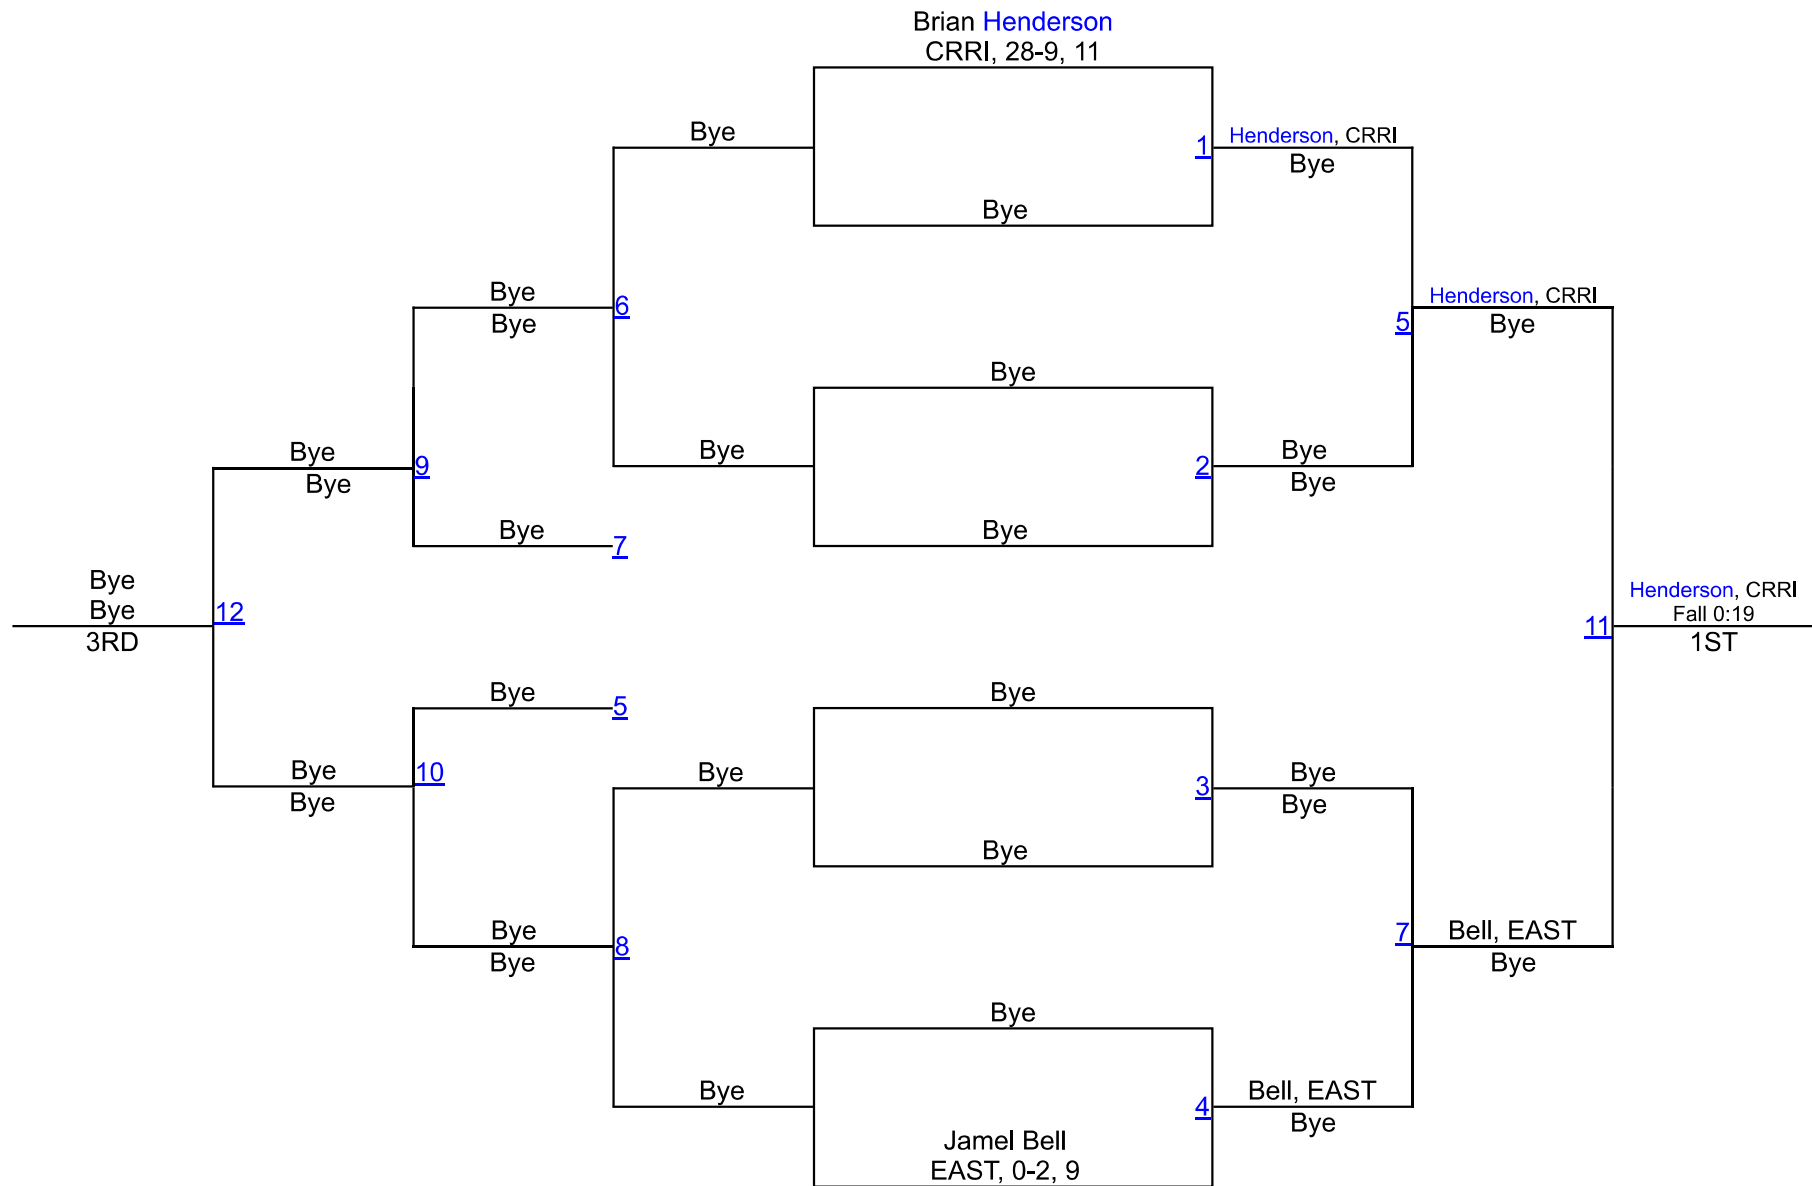 Brian Henderson
CRRI, 28-9, 11
Bye
1
Henderson, CRRI
Bye
Bye
Bye
Bye
6
Henderson, CRRI
5
Bye
Bye
Bye
Bye
9
Bye
Bye
2
Bye
Bye
Bye
7
Bye
Bye
Bye
12
3RD
Henderson, CRRI
Fall 0:19
11
1ST
Bye
5
Bye
Bye
10
Bye
Bye
3
Bye
Bye
Bye
Bye
8
Bye
7
Bell, EAST
Bye
Bye
Bye
4
Bell, EAST
Bye
Jamel Bell
EAST, 0-2, 9